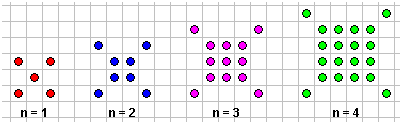 n = 1 n = 2 n = 3 n = 4